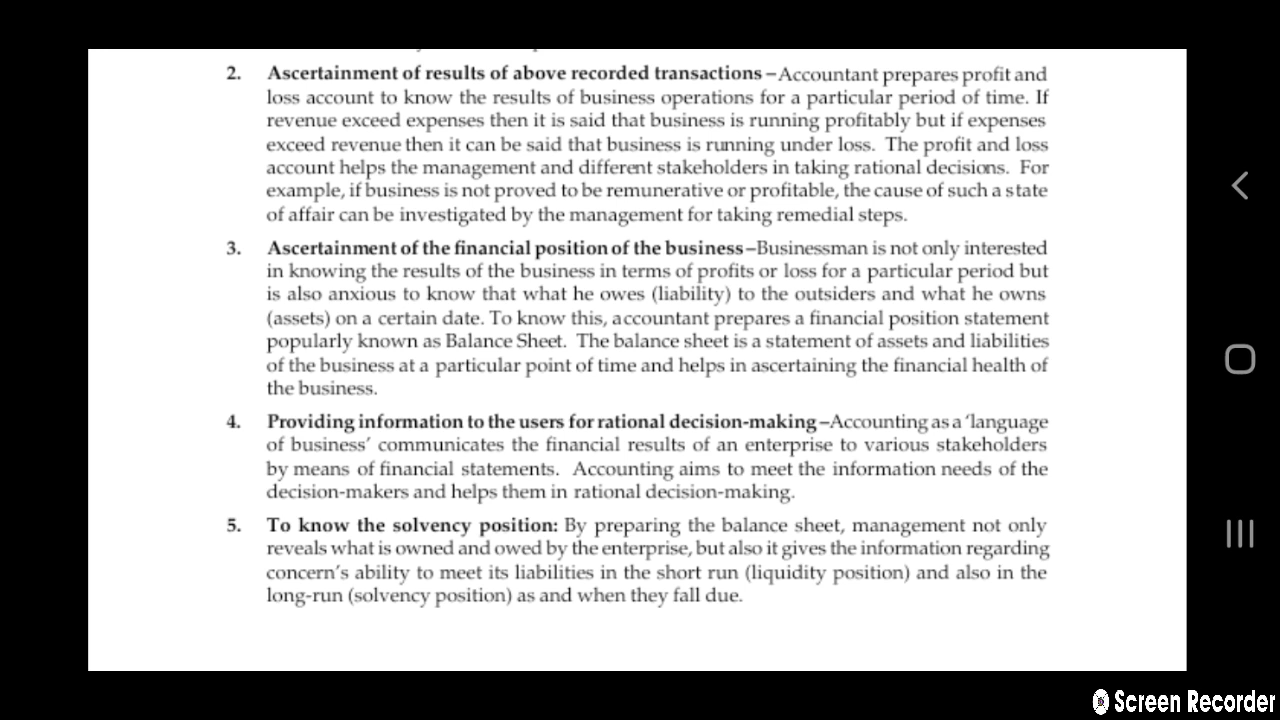 2. Ascertainment of results of above recorded transactions – Accountant prepares profit and
loss account to know the results of business operations for a particular period of time. If
revenue exceed expenses then it is said that business is running profitably but if expenses
exceed revenue then it can be said that business is running under loss. The profit and loss
account helps the management and different stakeholders in taking rational decisions. For
example, if business is not proved to be remunerative or profitable, the cause of such a state
of affair can be investigated by the management for taking remedial steps.
3. Ascertainment of the financial position of the business – Businessman is not only interested
in knowing the results of the business in terms of profits or loss for a particular period but
is also anxious to know that what he owes (liability) to the outsiders and what he owns
(assets) on a certain date. To know this, accountant prepares a financial position statement
popularly known as Balance Sheet. The balance sheet is a statement of assets and liabilities
of the business at a particular point of time and helps in ascertaining the financial health of
the business.
4. Providing information to the users for rational decision-making – Accounting as a 'language
of business' communicates the financial results of an enterprise to various stakeholders
by means of financial statements. Accounting aims to meet the information needs of the
decision-makers and helps them in rational decision-making.
5. To know the solvency position: By preparing the balance sheet, management not only
reveals what is owned and owed by the enterprise, but also it gives the information regarding
concern's ability to meet its liabilities in the short run (liquidity position) and also in the
long-run (solvency position) as and when they fall due.
Screen Recorder